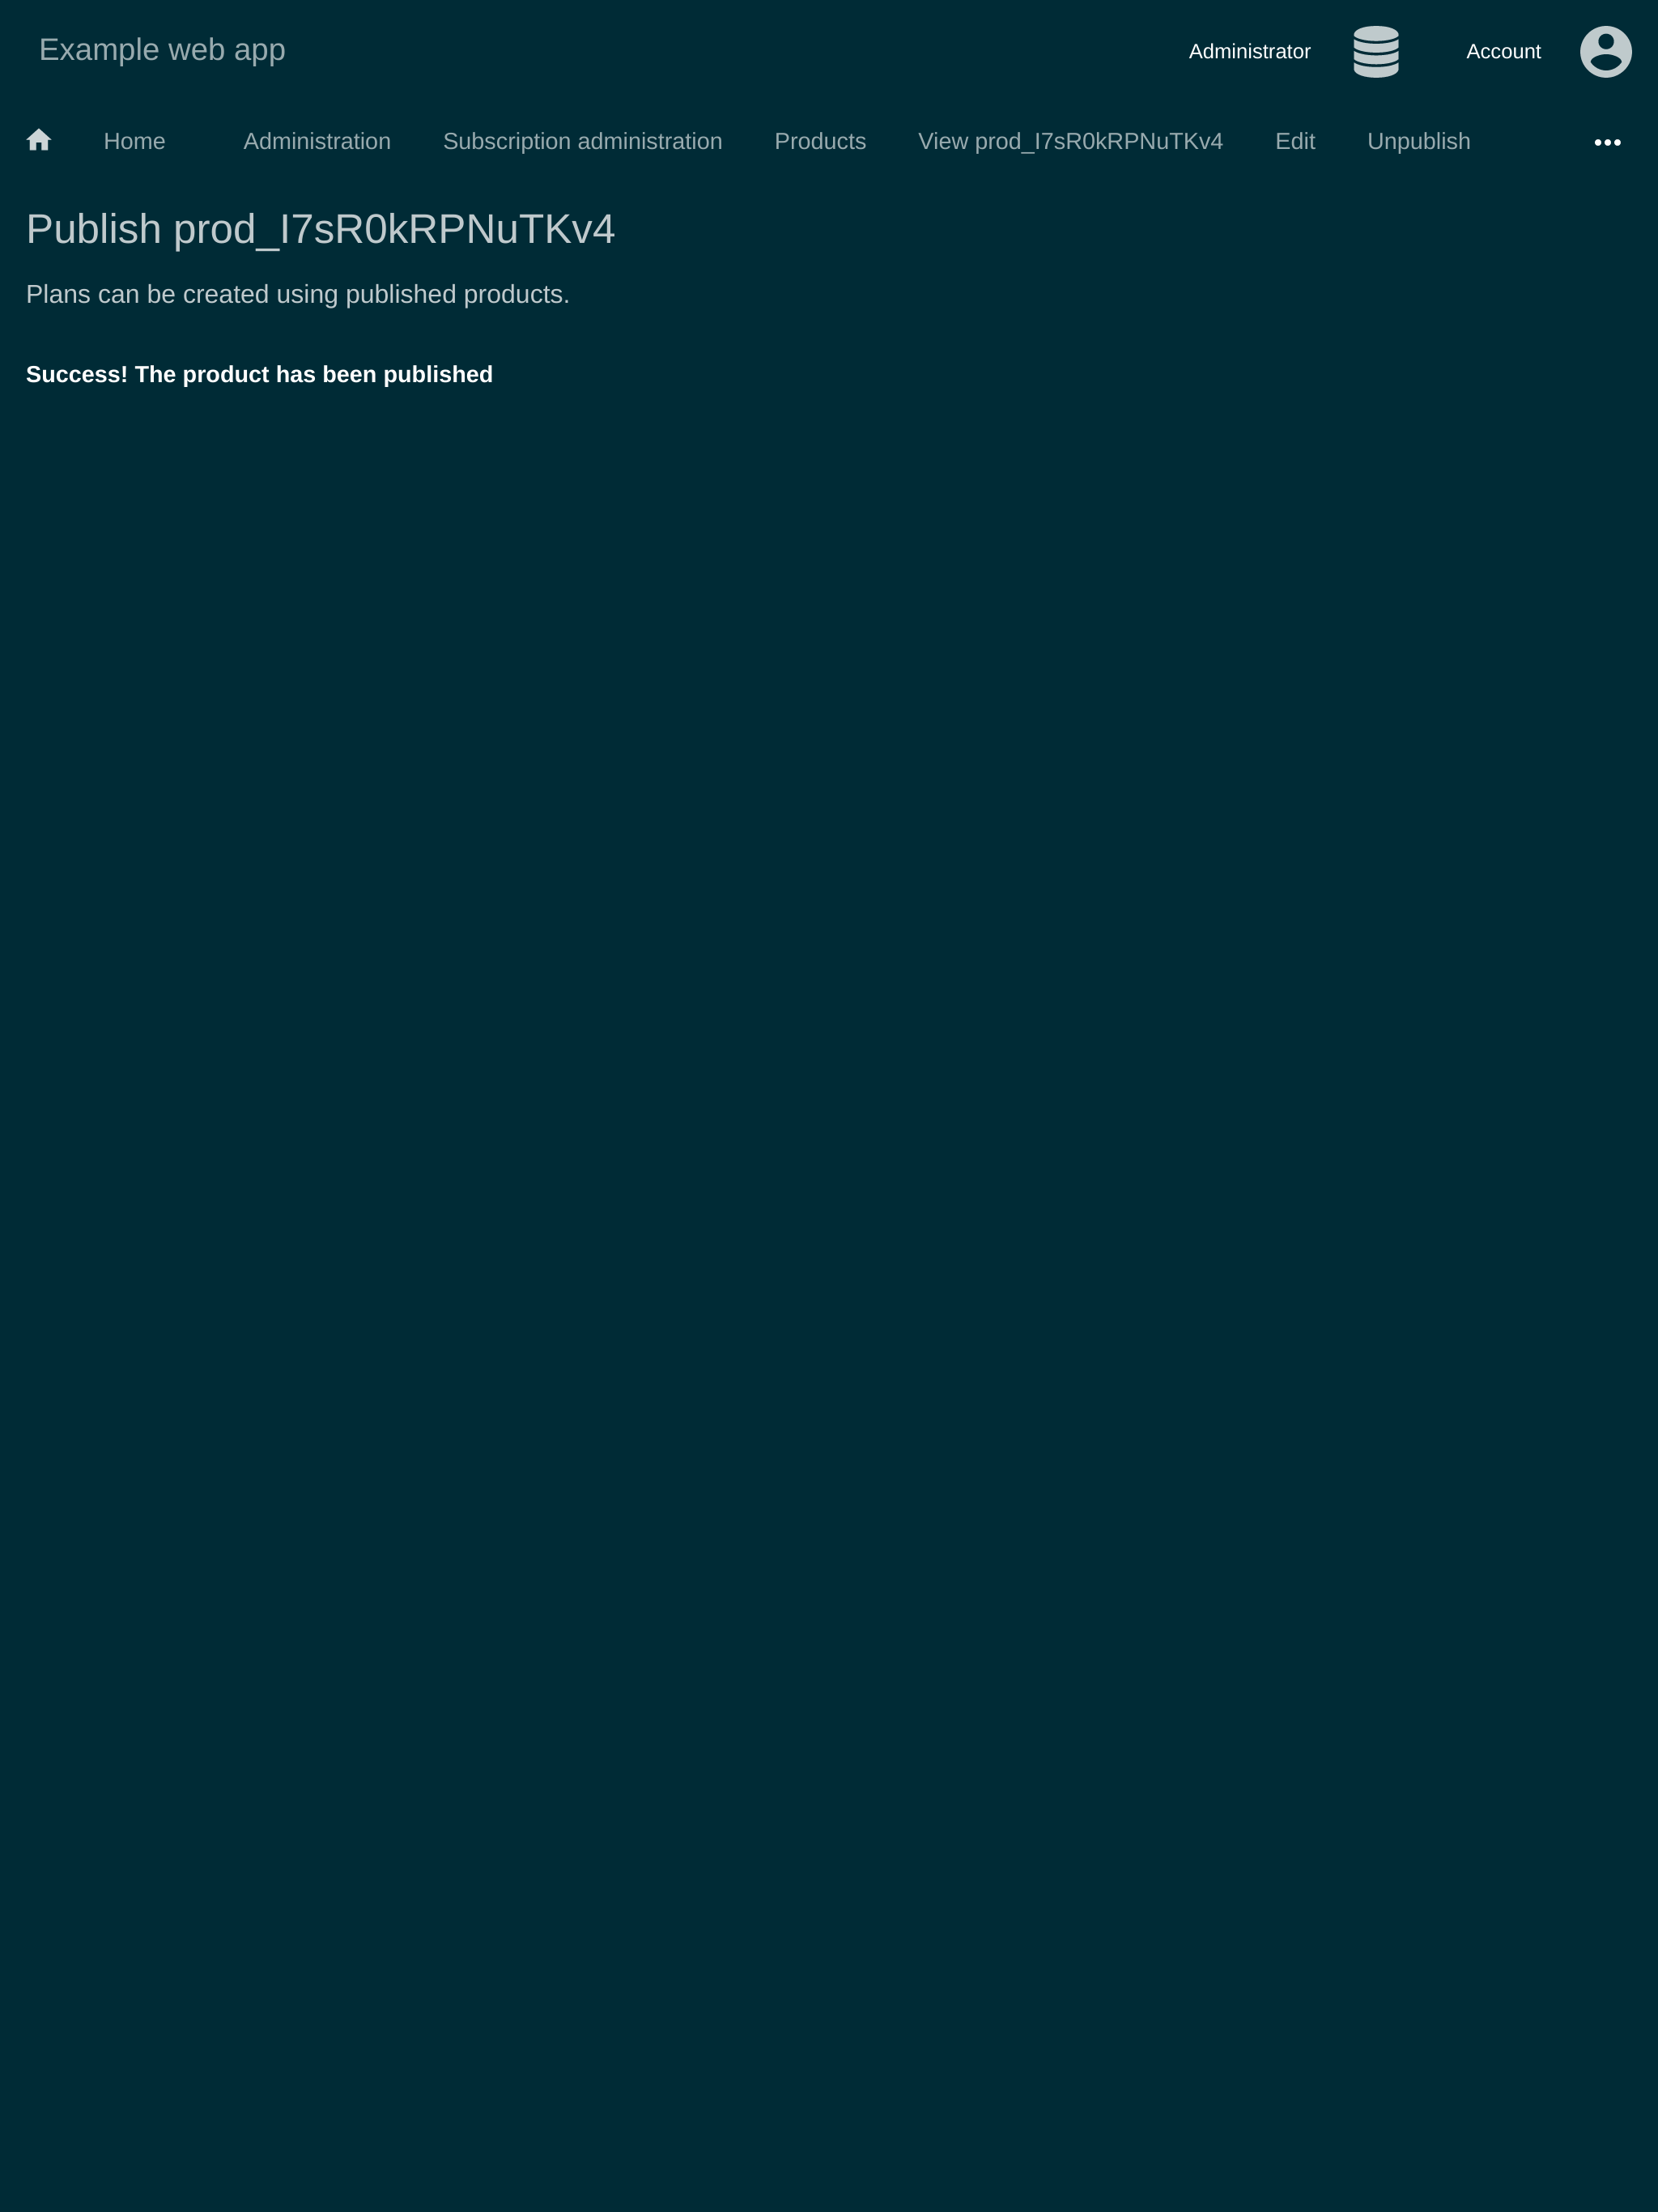 Example web app
Administrator
Account
Home
Administration
Subscription administration
Products
View prod_I7sR0kRPNuTKv4
Edit
Unpublish
Publish prod_I7sR0kRPNuTKv4
Plans can be created using published products.
Success! The product has been published